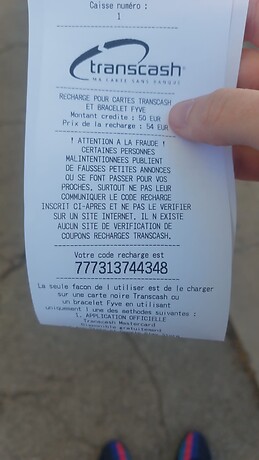 Caisse numéro :
1
transcash
MA CARTE SANS BANQUE
RECHARGE POUR CARTES TRANSCASH
ET BRACELET FYVE
Montant credite : 50 EUR
Prix de la recharge : 54 EUR
! ATTENTION A LA FRAUDE !
CERTAINES PERSONNES
MALINTENTIONNEES PUBLIENT
DE FAUSSES PETITES ANNONCES
OU SE FONT PASSER POUR VOS
PROCHES, SURTOUT NE PAS LEUR
COMMUNIQUER LE CODE RECHARGE
INSCRIT CI-APRES ET NE PAS LE VERIFIER
SUR UN SITE INTERNET, IL N EXISTE
AUCUN SITE DE VERIFICATION DE
COUPONS RECHARGES TRANSCASH.
Votre code recharge est
777313744348
La seule facon de l utiliser est de le charger
sur une carte noire Transcash ou
un bracelet Fyve en utilisant
uniquement l une des methodes suivantes :
1. APPLICATION OFFICIELLE
Transcash Mastercard
Disponible gratuitement